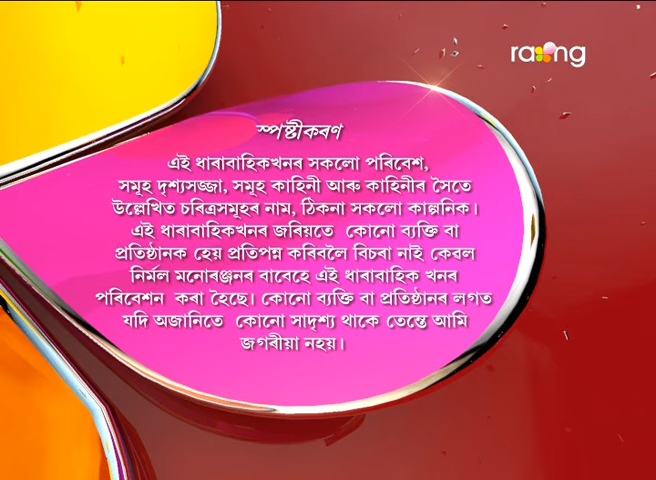 rang
স্পষ্টীকৰণ
এই ধাৰাবাহিকখনৰ সকলো পৰিবেশ,
সমূহ দৃশ্যসজ্জা, সমূহ কাহিনী আৰু কাহিনীৰ সৈতে
উল্লেখিত চৰিত্ৰসমূহৰ নাম, ঠিকনা সকলো কাল্পনিক।
এই ধাৰাবাহিকখনৰ জৰিয়তে কোনো ব্যক্তি বা
প্ৰতিষ্ঠানক হেয় প্ৰতিপন্ন কৰিবলৈ বিচৰা নাই কেৱল
নিৰ্মল মনোৰঞ্জনৰ বাবেহে এই ধাৰাবাহিক খনৰ
পৰিবেশন কৰা হৈছে। কোনো ব্যক্তি বা প্ৰতিষ্ঠানৰ লগত
যদি অজানিতে কোনো সাদৃশ্য থাকে তেন্তে আমি
জগৰীয়া নহয়।